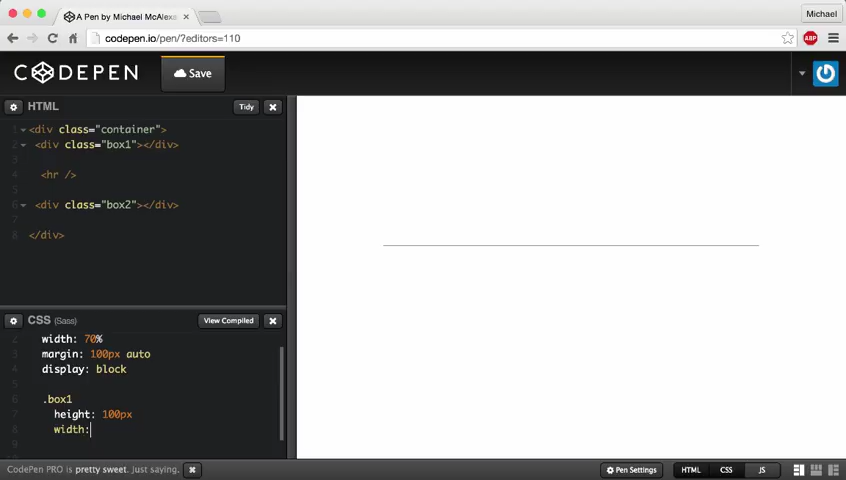 A Pen by Michael McAlexa
Michael
codepen.io/pen/?editors=110
ABP
CODEPEN
Save
HTML
Tidy
1 <div class="container">
2 <div class="box1"></div>
3
4 <hr />
5
6 <div class="box2"></div>
7
8 </div>
CSS (Sass)
View Compiled
2 width: 70%
3 margin: 100px auto
4 display: block
5
6 .box1
7 height: 100px
8 width:
9
CodePen PRO is pretty sweet. Just saying.
Pen Settings
HTML
CSS
JS